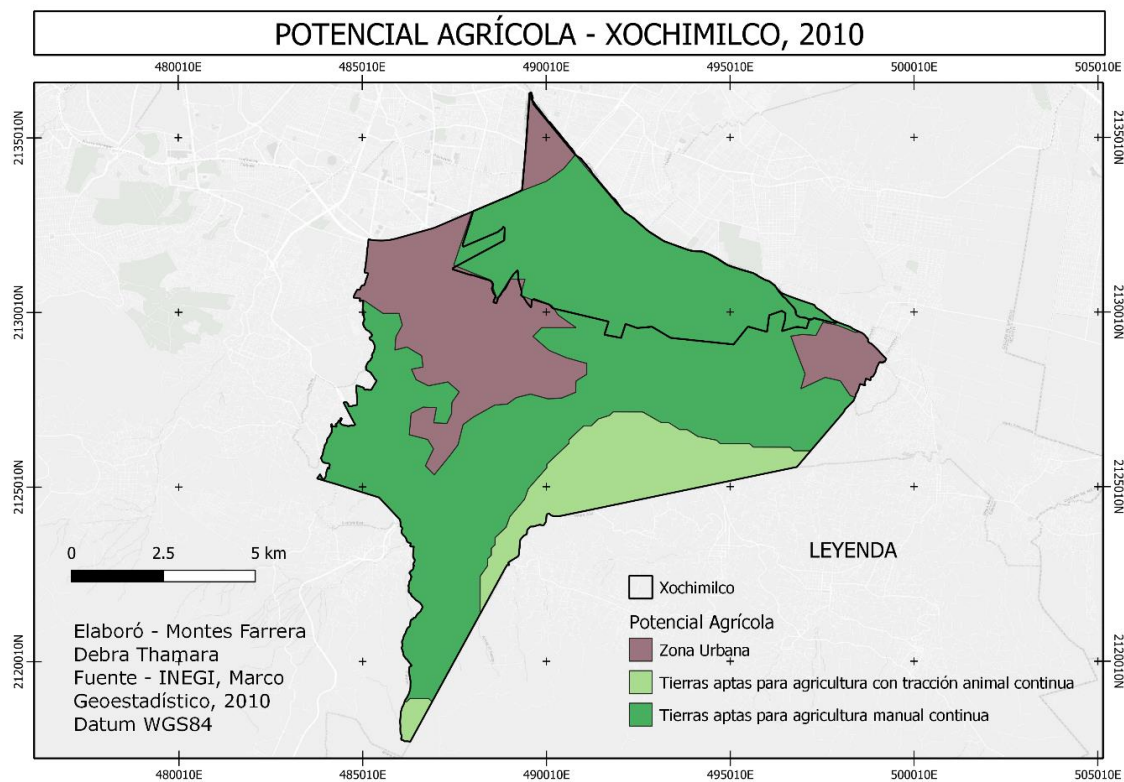 POTENCIAL AGRÍCOLA - XOCHIMILCO, 2010
480010E 485010E 490010E 495010E 500010E 505010E
2135010N 2135010N
2130010N 2130010N
2125010N 2125010N
2120010N 2120010N
0 2.5 5 km
Elaboró - Montes Farrera
Debra Thamara
Fuente - INEGI, Marco
Geoestadístico, 2010
Datum WGS84
LEYENDA
Xochimilco
Potencial Agrícola
Zona Urbana
Tierras aptas para agricultura con tracción animal continua
Tierras aptas para agricultura manual continua
480010E 485010E 490010E 495010E 500010E 505010E